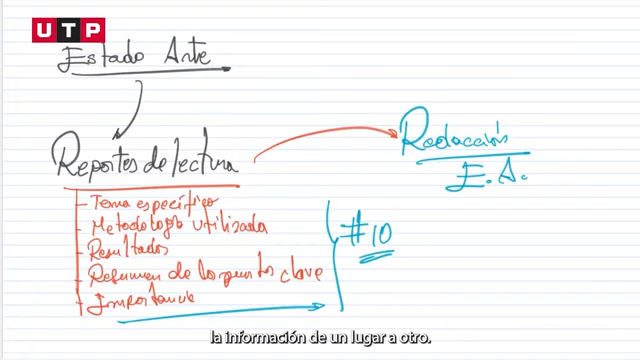 UTP
Estado Arte
Reportes de lectura
Redacción
E.A.
Tema específico
Metodología utilizada
Resultados
Resumen de los puntos clave
Importancia
#10
la información de un lugar a otro.